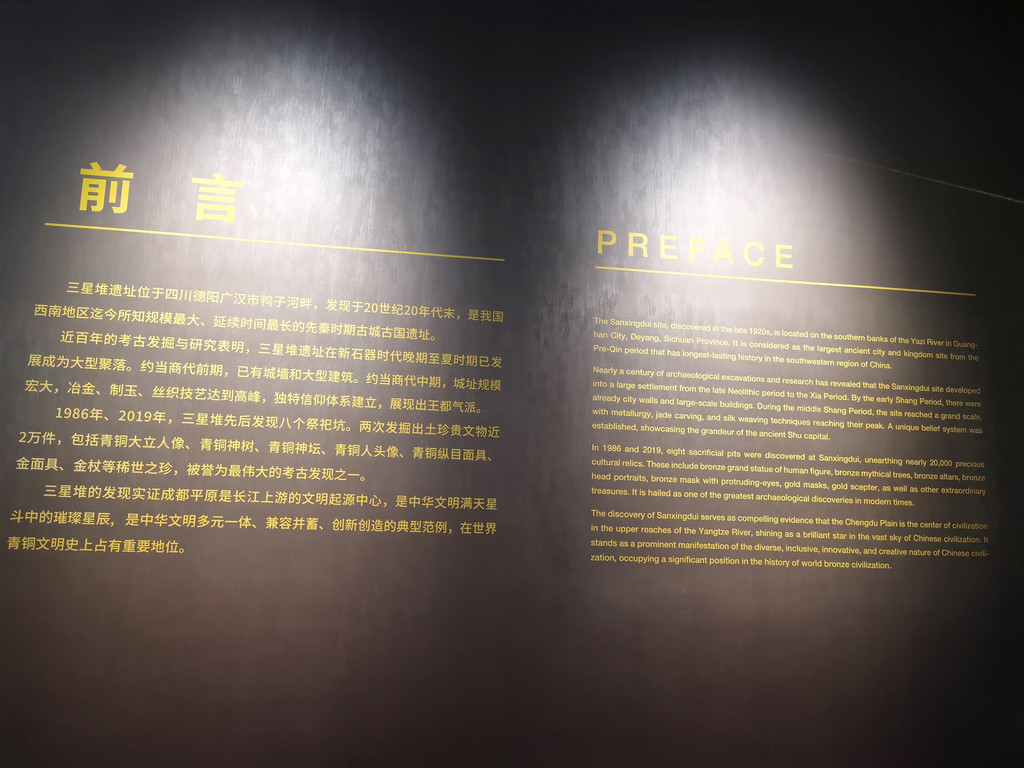 前 言
三星堆遗址位于四川德阳广汉市鸭子河畔，发现于20世纪20年代末，是我国
西南地区迄今所知规模最大、延续时间最长的先秦时期古城古国遗址。
近百年的考古发掘与研究表明，三星堆遗址在新石器时代晚期至夏时期已发
展成为大型聚落。约当商代前期，已有城墙和大型建筑。约当商代中期，城址规模
宏大，冶金、制玉、丝织技艺达到高峰，独特信仰体系建立，展现出王都气派。
1986年、2019年，三星堆先后发现八个祭祀坑。两次发掘出土珍贵文物近
2万件，包括青铜大立人像、青铜神树、青铜神坛、青铜人头像、青铜纵目面具、
金面具、金杖等稀世之珍，被誉为最伟大的考古发现之一。
三星堆的发现实证成都平原是长江上游的文明起源中心，是中华文明满天星
斗中的璀璨星辰，是中华文明多元一体、兼容并蓄、创新创造的典型范例，在世界
青铜文明史上占有重要地位。
PREFACE
The Sanxingdui site, discovered in the late 1920s, is located on the southern banks of the Yazi River in Guang-
han City, Deyang, Sichuan Province. It is considered as the largest ancient city and kingdom site from the
Pre-Qin period that has longest-lasting history in the southwestern region of China.
Nearly a century of archaeological excavations and research has revealed that the Sanxingdui site developed
into a large settlement from the late Neolithic period to the Xia Period. By the early Shang Period, there were
already city walls and large-scale buildings. During the middle Shang Period, the site reached a grand scale,
with metallurgy, jade carving, and silk weaving techniques reaching their peak. A unique belief system was
established, showcasing the grandeur of the ancient Shu capital.
In 1986 and 2019, eight sacrificial pits were discovered at Sanxingdui, unearthing nearly 20,000 precious
cultural relics. These include bronze grand statue of human figure, bronze mythical trees, bronze altars, bronze
head portraits, bronze mask with protruding-eyes, gold masks, gold scepter, as well as other extraordinary
treasures. It is hailed as one of the greatest archaeological discoveries in modern times.
The discovery of Sanxingdui serves as compelling evidence that the Chengdu Plain is the center of civilization
in the upper reaches of the Yangtze River, shining as a brilliant star in the vast sky of Chinese civilization. It
stands as a prominent manifestation of the diverse, inclusive, innovative, and creative nature of Chinese civili-
zation, occupying a significant position in the history of world bronze civilization.